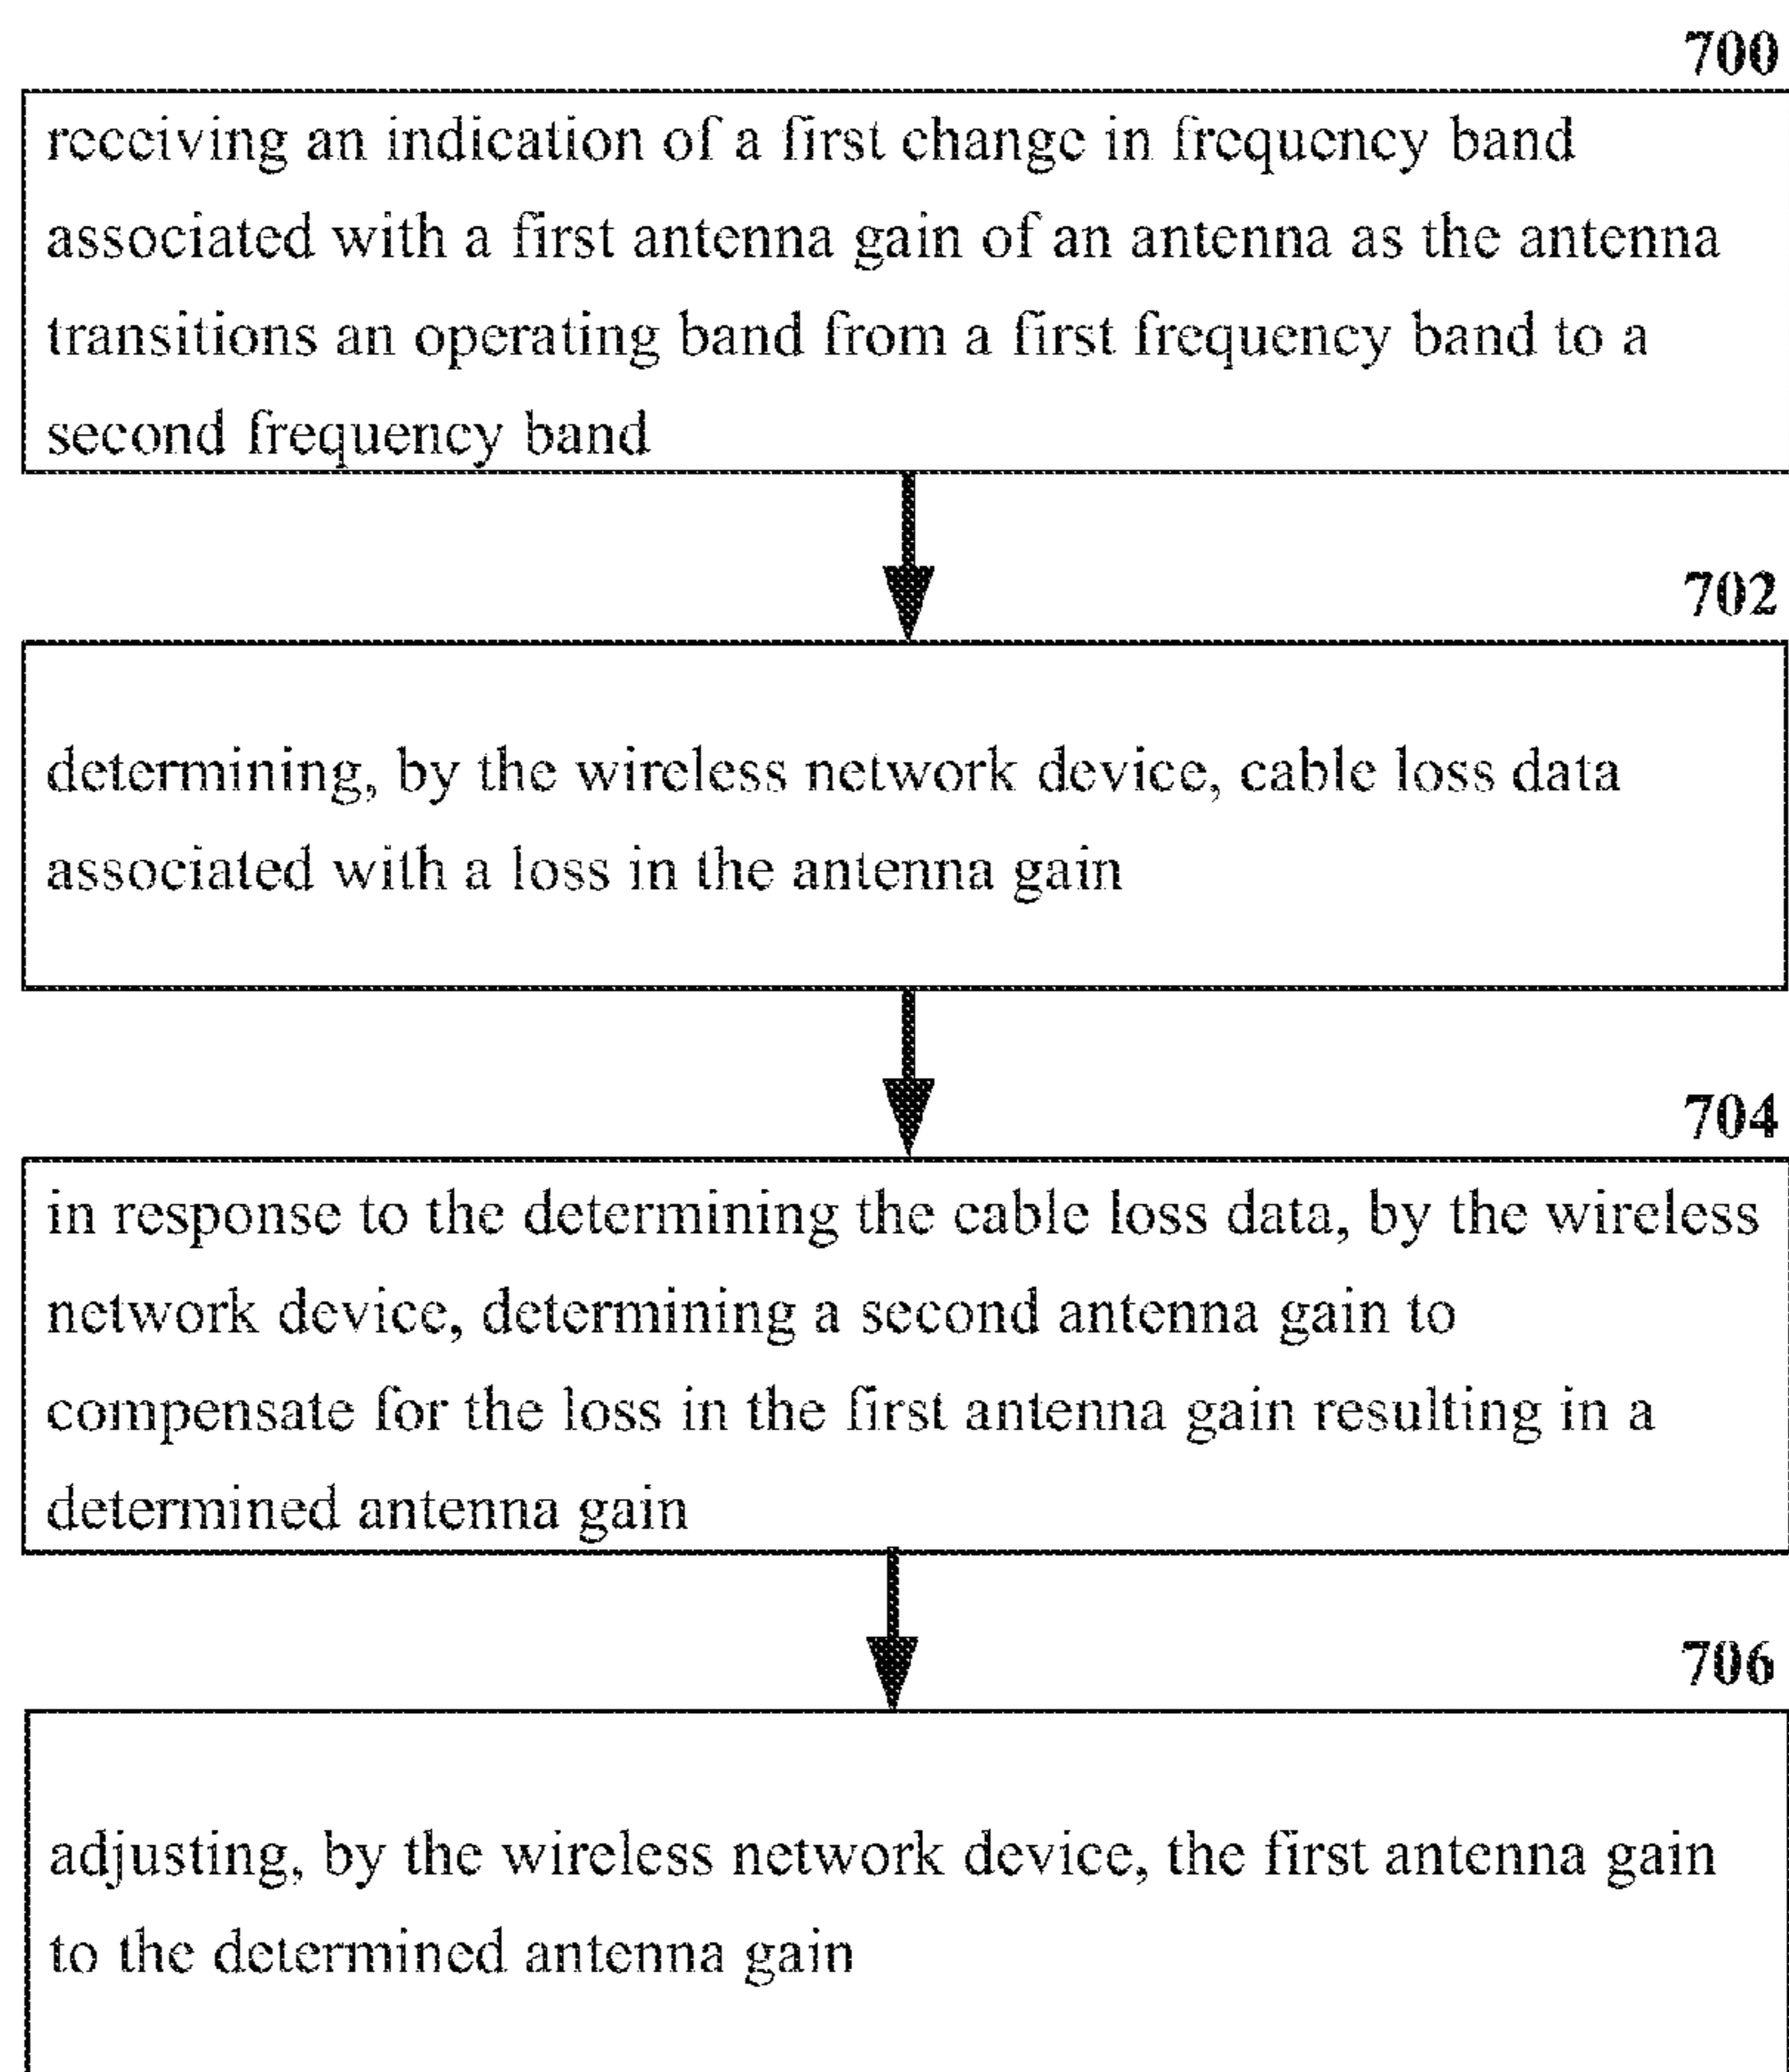 700
receiving an indication of a first change in frequency band
associated with a first antenna gain of an antenna as the antenna
transitions an operating band from a first frequency band to a
second frequency band
702
determining, by the wireless network device, cable loss data
associated with a loss in the antenna gain
704
in response to the determining the cable loss data, by the wireless
network device, determining a second antenna gain to
compensate for the loss in the first antenna gain resulting in a
determined antenna gain
706
adjusting, by the wireless network device, the first antenna gain
to the determined antenna gain